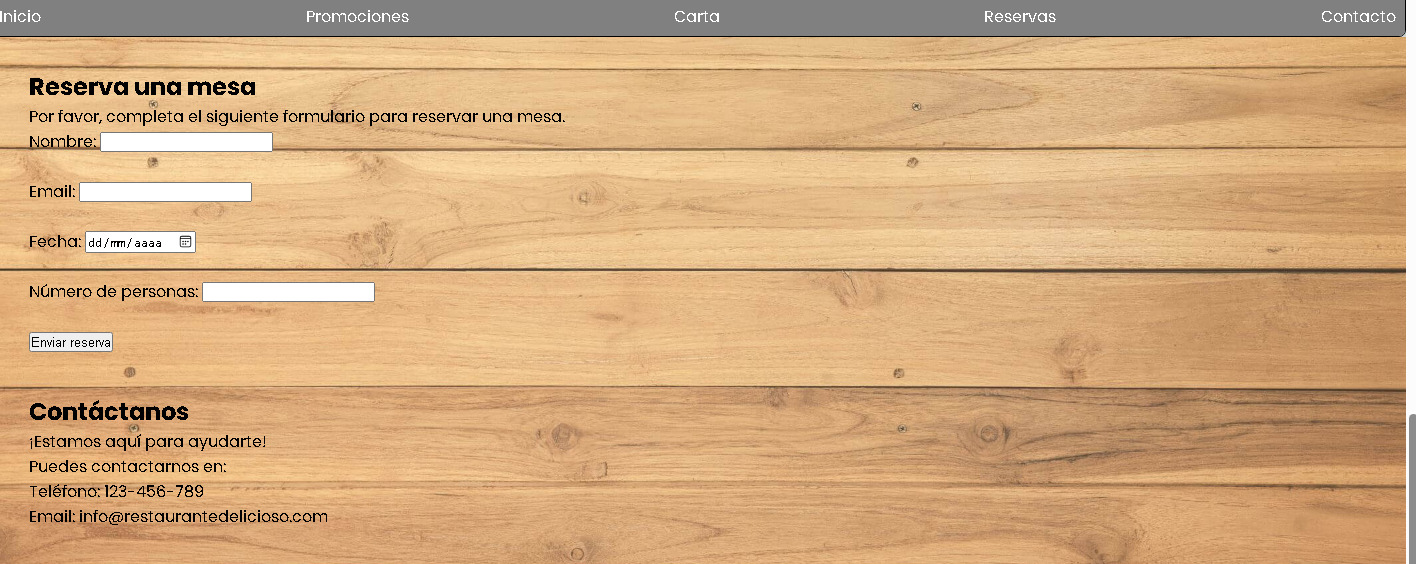 Inicio Promociones Carta Reservas Contacto
Reserva una mesa
Por favor, completa el siguiente formulario para reservar una mesa.
Nombre:
Email:
Fecha: dd/mm/aaaa
Número de personas:
Enviar reserva
Contáctanos
¡Estamos aquí para ayudarte!
Puedes contactarnos en:
Teléfono: 123-456-789
Email: info@restaurantedelicioso.com